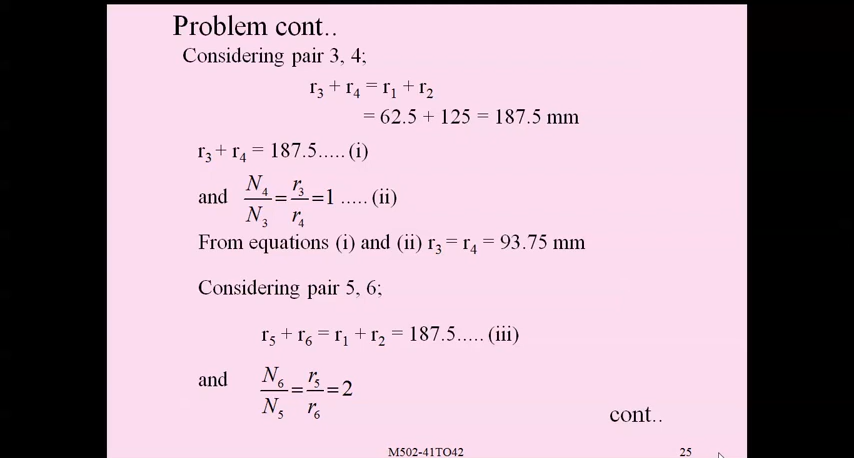 Problem cont..
Considering pair 3, 4;
r₃ + r₄ = r₁ + r₂
= 62.5 + 125 = 187.5 mm
r₃ + r₄ = 187.5.....(i)
and N₄/N₃ = r₃/r₄ = 1 .....(ii)
From equations (i) and (ii) r₃ = r₄ = 93.75 mm
Considering pair 5, 6;
r₅ + r₆ = r₁ + r₂ = 187.5.....(iii)
and N₆/N₅ = r₅/r₆ = 2
cont..
M502-41TO42
25